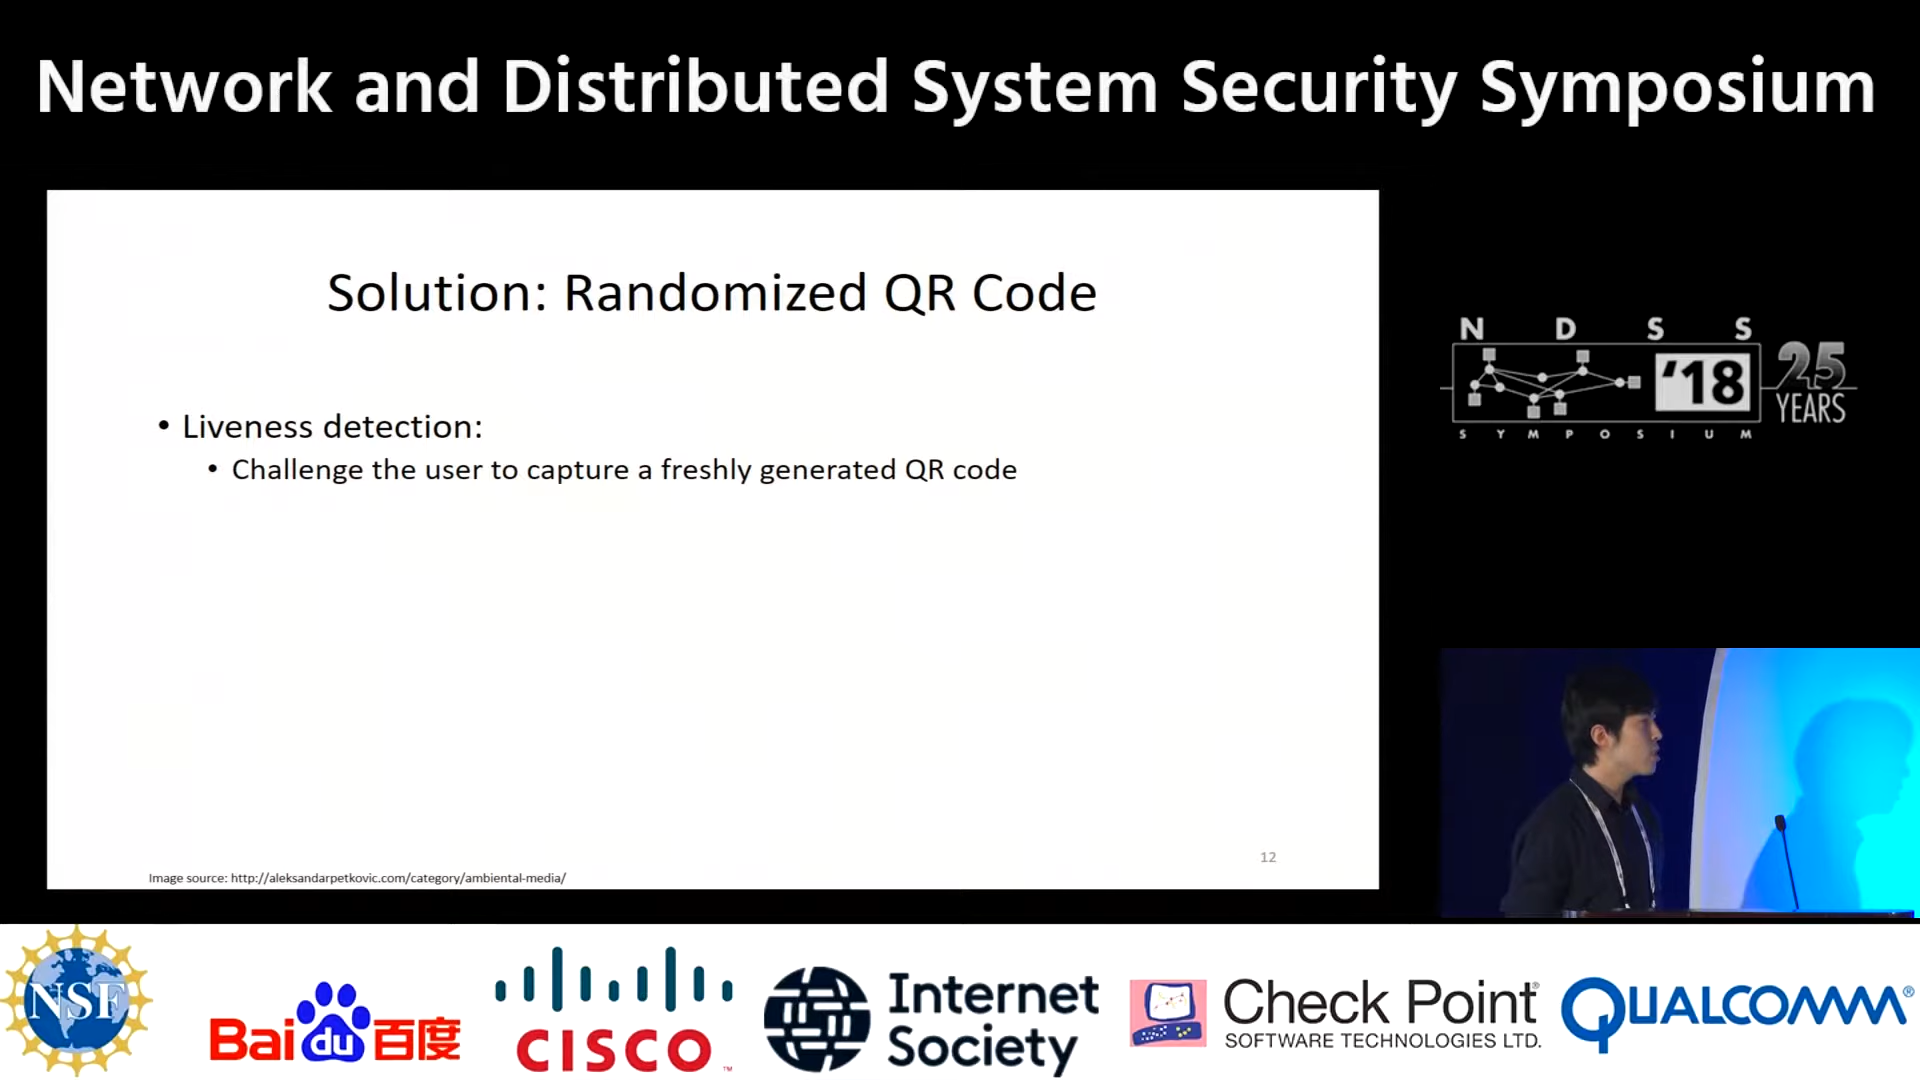 Network and Distributed System Security Symposium
Solution: Randomized QR Code
• Liveness detection:
• Challenge the user to capture a freshly generated QR code
12
Image source: http://aleksandarpetkovic.com/category/ambiental-media/
N D S S
'18
25
YEARS
S Y M P O S I U M
NSF
Bai du 百度
CISCO™
Internet
Society
Check Point
SOFTWARE TECHNOLOGIES LTD.
QUALCOMM®